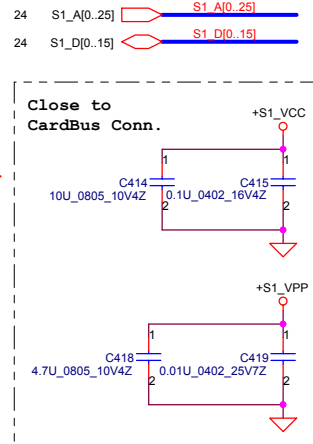 24 S1_A[0..25] S1_A[0..25]
24 S1_D[0..15] S1_D[0..15]
Close to
CardBus Conn.
+S1_VCC
1 1
C414 C415
10U_0805_10V4Z 0.1U_0402_16V4Z
2 2
+S1_VPP
1 1
C418 C419
4.7U_0805_10V4Z 0.01U_0402_25V7Z
2 2